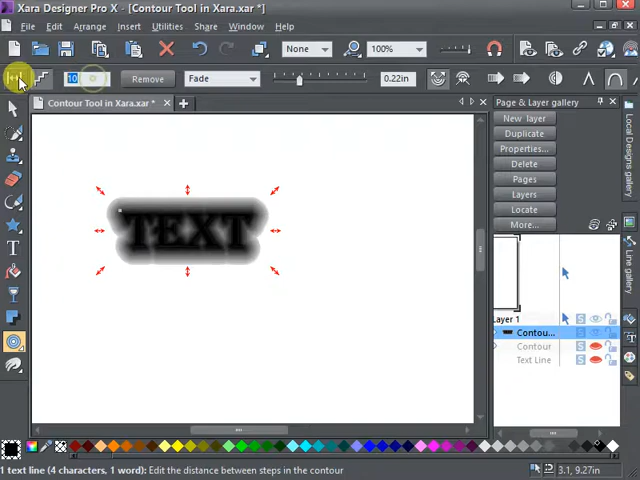 Xara Designer Pro X - [Contour Tool in Xara.xar *]
File Edit Arrange Insert Utilities Share Window Help
None 100%
10 Remove Fade 0.22in
Contour Tool in Xara.xar *
Page & Layer gallery
New layer
Duplicate
Properties...
Delete
Pages
Layers
Locate
More...
TEXT
ayer 1
Contou...
Contour
Text Line
Local Designs Gallery
Line gallery
1 text line (4 characters, 1 word): Edit the distance between steps in the contour
3.1, 9.27in